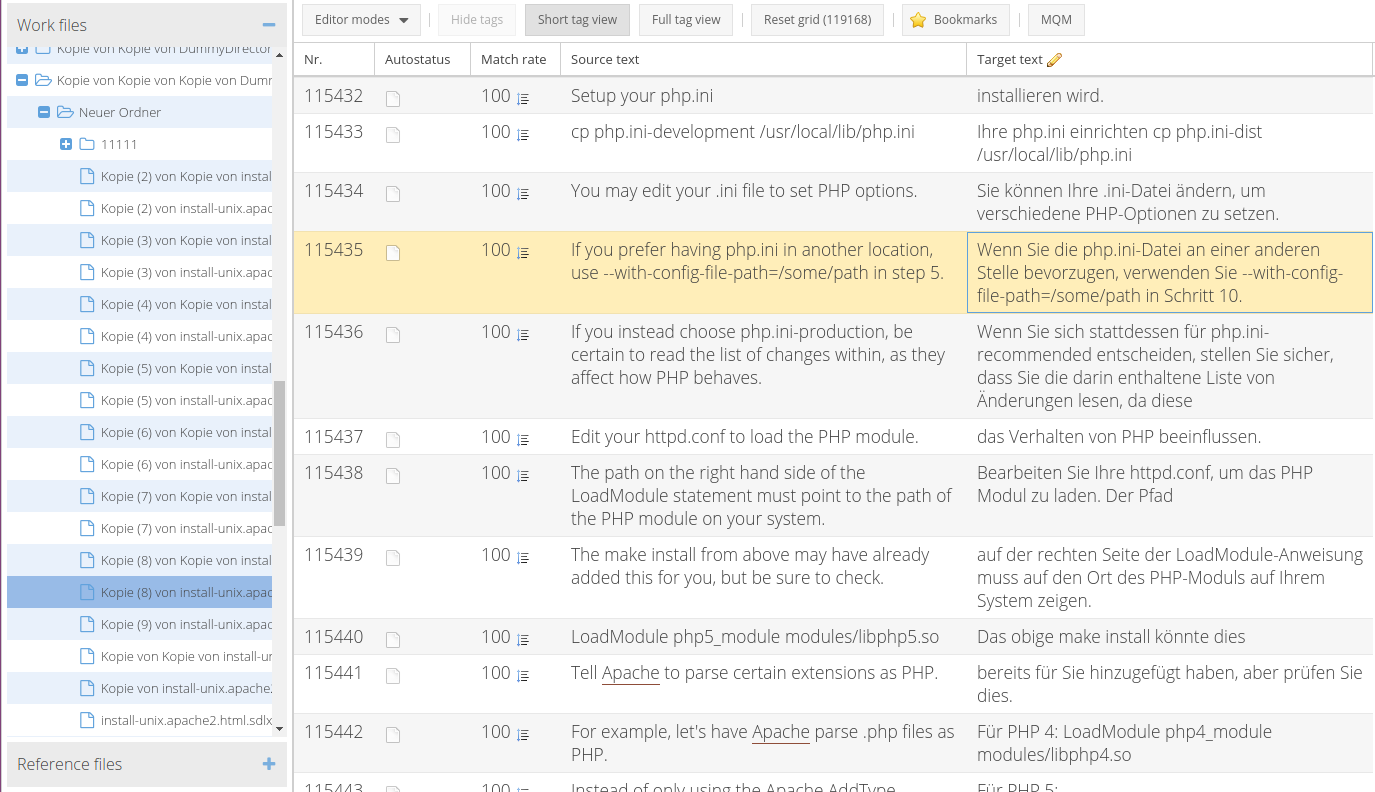 Work files
Kopie von Kopie von DummyDirector
Kopie von Kopie von Kopie von Dumm
Neuer Ordner
11111
Kopie (2) von Kopie von instal
Kopie (2) von install-unix.apac
Kopie (3) von Kopie von instal
Kopie (3) von install-unix.apac
Kopie (4) von Kopie von instal
Kopie (4) von install-unix.apac
Kopie (5) von Kopie von instal
Kopie (5) von install-unix.apac
Kopie (6) von Kopie von instal
Kopie (6) von install-unix.apac
Kopie (7) von Kopie von instal
Kopie (7) von install-unix.apac
Kopie (8) von Kopie von instal
Kopie (8) von install-unix.apac
Kopie (9) von install-unix.apac
Kopie von Kopie von install-un
Kopie von install-unix.apache2
install-unix.apache2.html.sdlx
Reference files
Editor modes Hide tags Short tag view Full tag view Reset grid (119168) Bookmarks MQM
Nr. Autostatus Match rate Source text Target text
115432 100 Setup your php.ini installieren wird.
115433 100 cp php.ini-development /usr/local/lib/php.ini Ihre php.ini einrichten cp php.ini-dist
/usr/local/lib/php.ini
115434 100 You may edit your .ini file to set PHP options. Sie können Ihre .ini-Datei ändern, um
verschiedene PHP-Optionen zu setzen.
115435 100 If you prefer having php.ini in another location, Wenn Sie die php.ini-Datei an einer anderen
use --with-config-file-path=/some/path in step 5. Stelle bevorzugen, verwenden Sie --with-config-
file-path=/some/path in Schritt 10.
115436 100 If you instead choose php.ini-production, be Wenn Sie sich stattdessen für php.ini-
certain to read the list of changes within, as they recommended entscheiden, stellen Sie sicher,
affect how PHP behaves. dass Sie die darin enthaltene Liste von
Änderungen lesen, da diese
115437 100 Edit your httpd.conf to load the PHP module. das Verhalten von PHP beeinflussen.
115438 100 The path on the right hand side of the Bearbeiten Sie Ihre httpd.conf, um das PHP
LoadModule statement must point to the path of Modul zu laden. Der Pfad
the PHP module on your system.
115439 100 The make install from above may have already auf der rechten Seite der LoadModule-Anweisung
added this for you, but be sure to check. muss auf den Ort des PHP-Moduls auf Ihrem
System zeigen.
115440 100 LoadModule php5_module modules/libphp5.so Das obige make install könnte dies
115441 100 Tell Apache to parse certain extensions as PHP. bereits für Sie hinzugefügt haben, aber prüfen Sie
dies.
115442 100 For example, let's have Apache parse .php files as Für PHP 4: LoadModule php4_module
PHP. modules/libphp4.so
115443 100 Instead of only using the Apache AddType Für PHP 5: